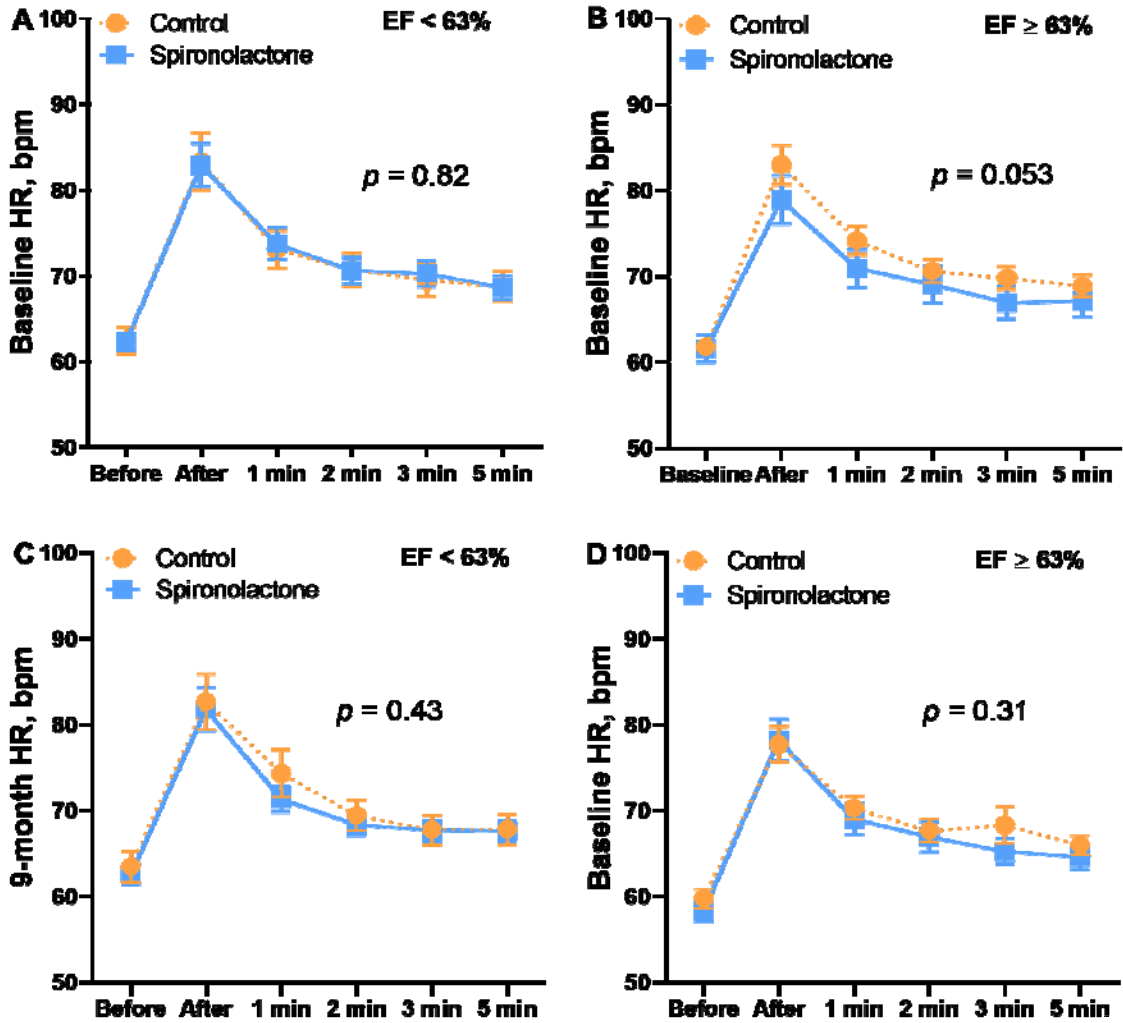 A
Control
Spironolactone
EF < 63%
p = 0.82
Baseline HR, bpm
100
90
80
70
60
50
Before After 1 min 2 min 3 min 5 min
B
Control
Spironolactone
EF ≥ 63%
p = 0.053
Baseline HR, bpm
100
90
80
70
60
50
Baseline After 1 min 2 min 3 min 5 min
C
Control
Spironolactone
EF < 63%
p = 0.43
9-month HR, bpm
100
90
80
70
60
50
Before After 1 min 2 min 3 min 5 min
D
Control
Spironolactone
EF ≥ 63%
p = 0.31
Baseline HR, bpm
100
90
80
70
60
50
Before After 1 min 2 min 3 min 5 min